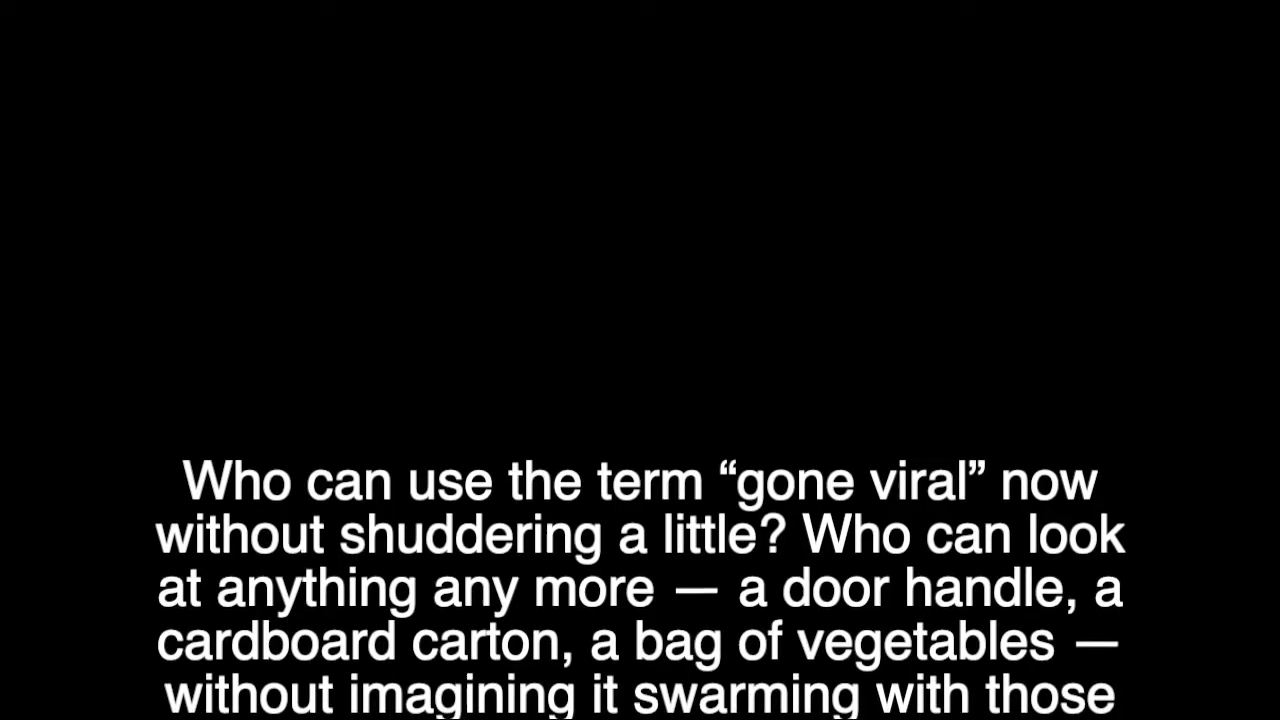 Who can use the term “gone viral” now
without shuddering a little? Who can look
at anything any more — a door handle, a
cardboard carton, a bag of vegetables —
without imagining it swarming with those